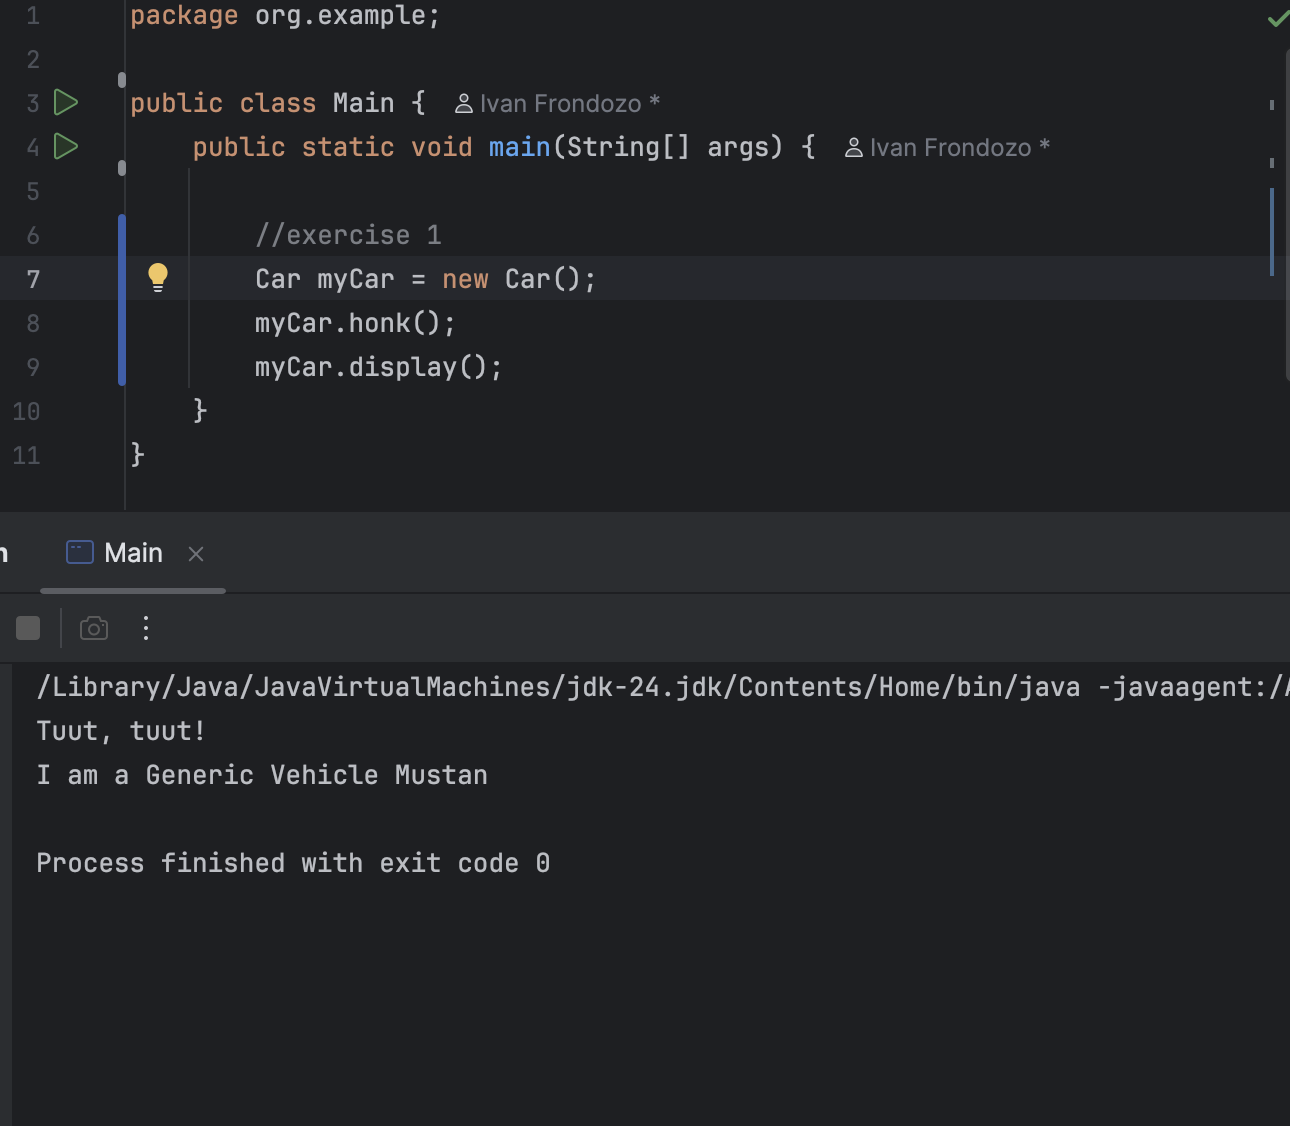 1 package org.example;
2
3 public class Main { Ivan Frondozo *
4 public static void main(String[] args) { Ivan Frondozo *
5
6 //exercise 1
7 Car myCar = new Car();
8 myCar.honk();
9 myCar.display();
10 }
11 }
Main
/Library/Java/JavaVirtualMachines/jdk-24.jdk/Contents/Home/bin/java -javaagent:/
Tuut, tuut!
I am a Generic Vehicle Mustan
Process finished with exit code 0